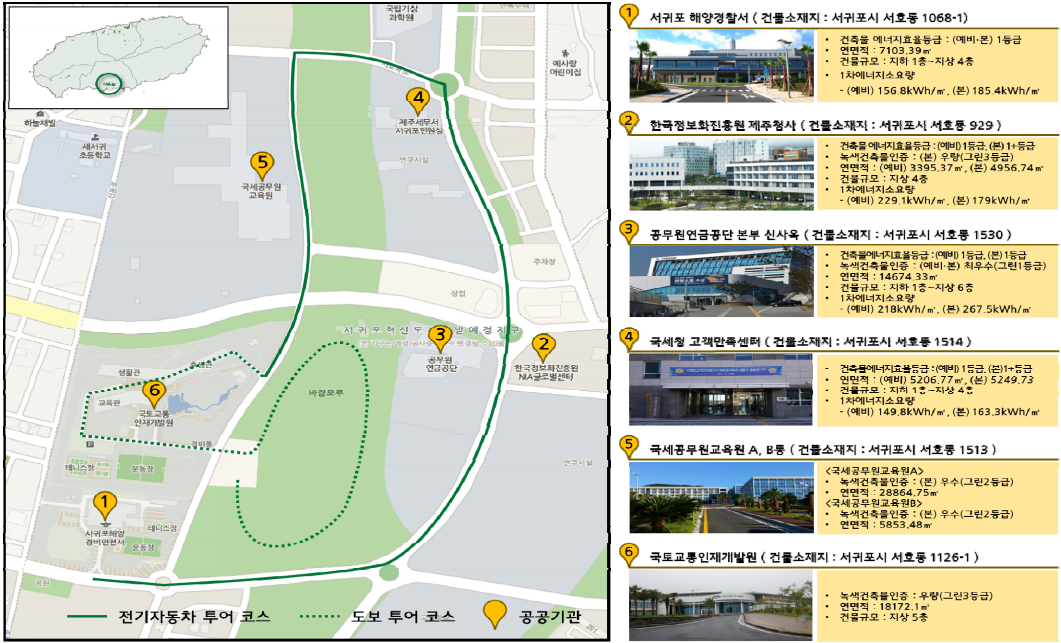 국립기상
과학원
예사랑
어린이집
하늘채빌
새서귀
초등학교
4
제주세무서
서귀포민원실
연구시설
5
국세공무원
교육원
주차장
상업
서귀포혁신도
발예정지구
3
공무원
연금공단
2
한국정보화진흥원
NIA글로벌센터
생활관
바람모루
6
교육관
국토교통
인재개발원
경비동
P
테니스장
운동장
연구시설
1
서귀포해양
경비안전서
테니스장
운동장
공원
201
전기자동차 투어 코스
도보 투어 코스
공공기관
1
서귀포 해양경찰서 ( 건물소재지 : 서귀포시 서호동 1068-1)
• 건축물 에너지효율등급 : (예비·본) 1등급
• 연면적 : 7103.39㎡
• 건물규모 : 지하 1층~지상 4층
• 1차에너지소요량
- (예비) 156.8kWh/㎡, (본) 185.4kWh/㎡
2
한국정보화진흥원 제주청사 ( 건물소재지 : 서귀포시 서호동 929 )
• 건축물 에너지효율등급 : (예비) 1등급, (본) 1+등급
• 녹색건축물인증 : (본) 우량(그린3등급)
• 연면적 : (예비) 3395.37㎡, (본) 4956.74㎡
• 건물규모 : 지상 4층
• 1차에너지소요량
- (예비) 229.1kWh/㎡, (본) 179kWh/㎡
3
공무원연금공단 본부 신사옥 ( 건물소재지 : 서귀포시 서호동 1530 )
• 건축물에너지효율등급 : (예비) 1등급, (본) 1등급
• 녹색건축물인증 : (예비·본) 최우수(그린1등급)
• 연면적 : 14674.33㎡
• 건물규모 : 지하 1층~지상 6층
• 1차에너지소요량
- (예비) 218kWh/㎡, (본) 267.5kWh/㎡
4
국세청 고객만족센터 ( 건물소재지 : 서귀포시 서호동 1514 )
- 건축물에너지효율등급 : (예비) 1등급, (본)1+등급
• 연면적 : (예비) 5206.77㎡, (본) 5249.73
• 건물규모 : 지하 1층~지상 4층
• 1차에너지소요량
- (예비) 149.8kWh/㎡, (본) 163.3kWh/㎡
5
국세공무원교육원 A, B동 ( 건물소재지 : 서귀포시 서호동 1513 )
<국세공무원교육원A>
• 녹색건축물인증 : (본) 우수(그린2등급)
• 연면적 : 28864.75㎡
<국세공무원교육원B>
• 녹색건축물인증 : (본) 우수(그린2등급)
• 연면적 : 5853.48㎡
6
국토교통인재개발원 ( 건물소재지 : 서귀포시 서호동 1126-1 )
• 녹색건축물인증 : 우량(그린3등급)
• 연면적 : 18172.1㎡
• 건물규모 : 지상 5층